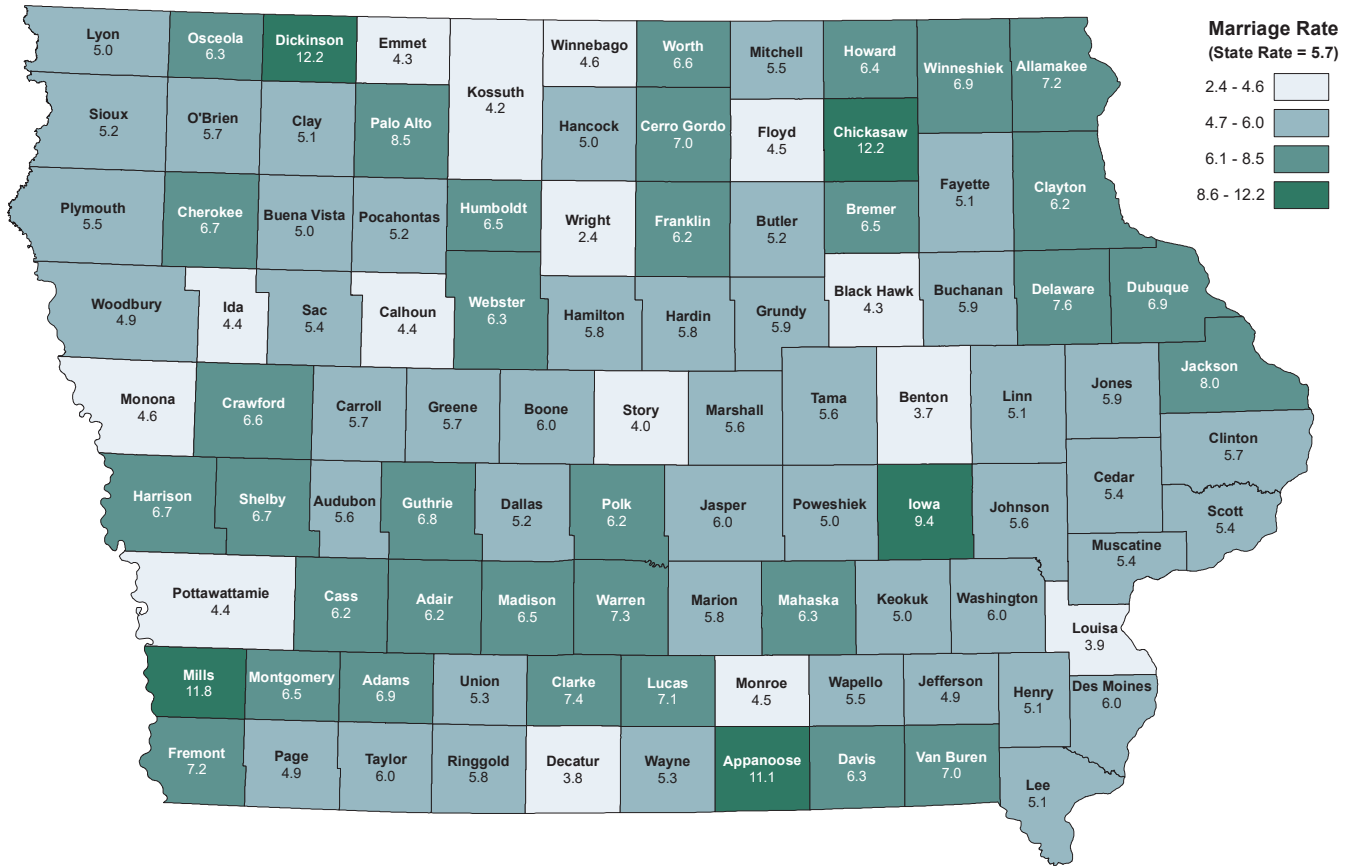 Marriage Rate
(State Rate = 5.7)
2.4 - 4.6
4.7 - 6.0
6.1 - 8.5
8.6 - 12.2
Lyon
5.0
Osceola
6.3
Dickinson
12.2
Emmet
4.3
Kossuth
4.2
Winnebago
4.6
Worth
6.6
Mitchell
5.5
Howard
6.4
Winneshiek
6.9
Allamakee
7.2
Sioux
5.2
O'Brien
5.7
Clay
5.1
Palo Alto
8.5
Hancock
5.0
Cerro Gordo
7.0
Floyd
4.5
Chickasaw
12.2
Fayette
5.1
Clayton
6.2
Plymouth
5.5
Cherokee
6.7
Buena Vista
5.0
Pocahontas
5.2
Humboldt
6.5
Wright
2.4
Franklin
6.2
Butler
5.2
Bremer
6.5
Woodbury
4.9
Ida
4.4
Sac
5.4
Calhoun
4.4
Webster
6.3
Hamilton
5.8
Hardin
5.8
Grundy
5.9
Black Hawk
4.3
Buchanan
5.9
Delaware
7.6
Dubuque
6.9
Monona
4.6
Crawford
6.6
Carroll
5.7
Greene
5.7
Boone
6.0
Story
4.0
Marshall
5.6
Tama
5.6
Benton
3.7
Linn
5.1
Jones
5.9
Jackson
8.0
Clinton
5.7
Harrison
6.7
Shelby
6.7
Audubon
5.6
Guthrie
6.8
Dallas
5.2
Polk
6.2
Jasper
6.0
Poweshiek
5.0
Iowa
9.4
Johnson
5.6
Cedar
5.4
Scott
5.4
Muscatine
5.4
Pottawattamie
4.4
Cass
6.2
Adair
6.2
Madison
6.5
Warren
7.3
Marion
5.8
Mahaska
6.3
Keokuk
5.0
Washington
6.0
Louisa
3.9
Mills
11.8
Montgomery
6.5
Adams
6.9
Union
5.3
Clarke
7.4
Lucas
7.1
Monroe
4.5
Wapello
5.5
Jefferson
4.9
Henry
5.1
Des Moines
6.0
Fremont
7.2
Page
4.9
Taylor
6.0
Ringgold
5.8
Decatur
3.8
Wayne
5.3
Appanoose
11.1
Davis
6.3
Van Buren
7.0
Lee
5.1